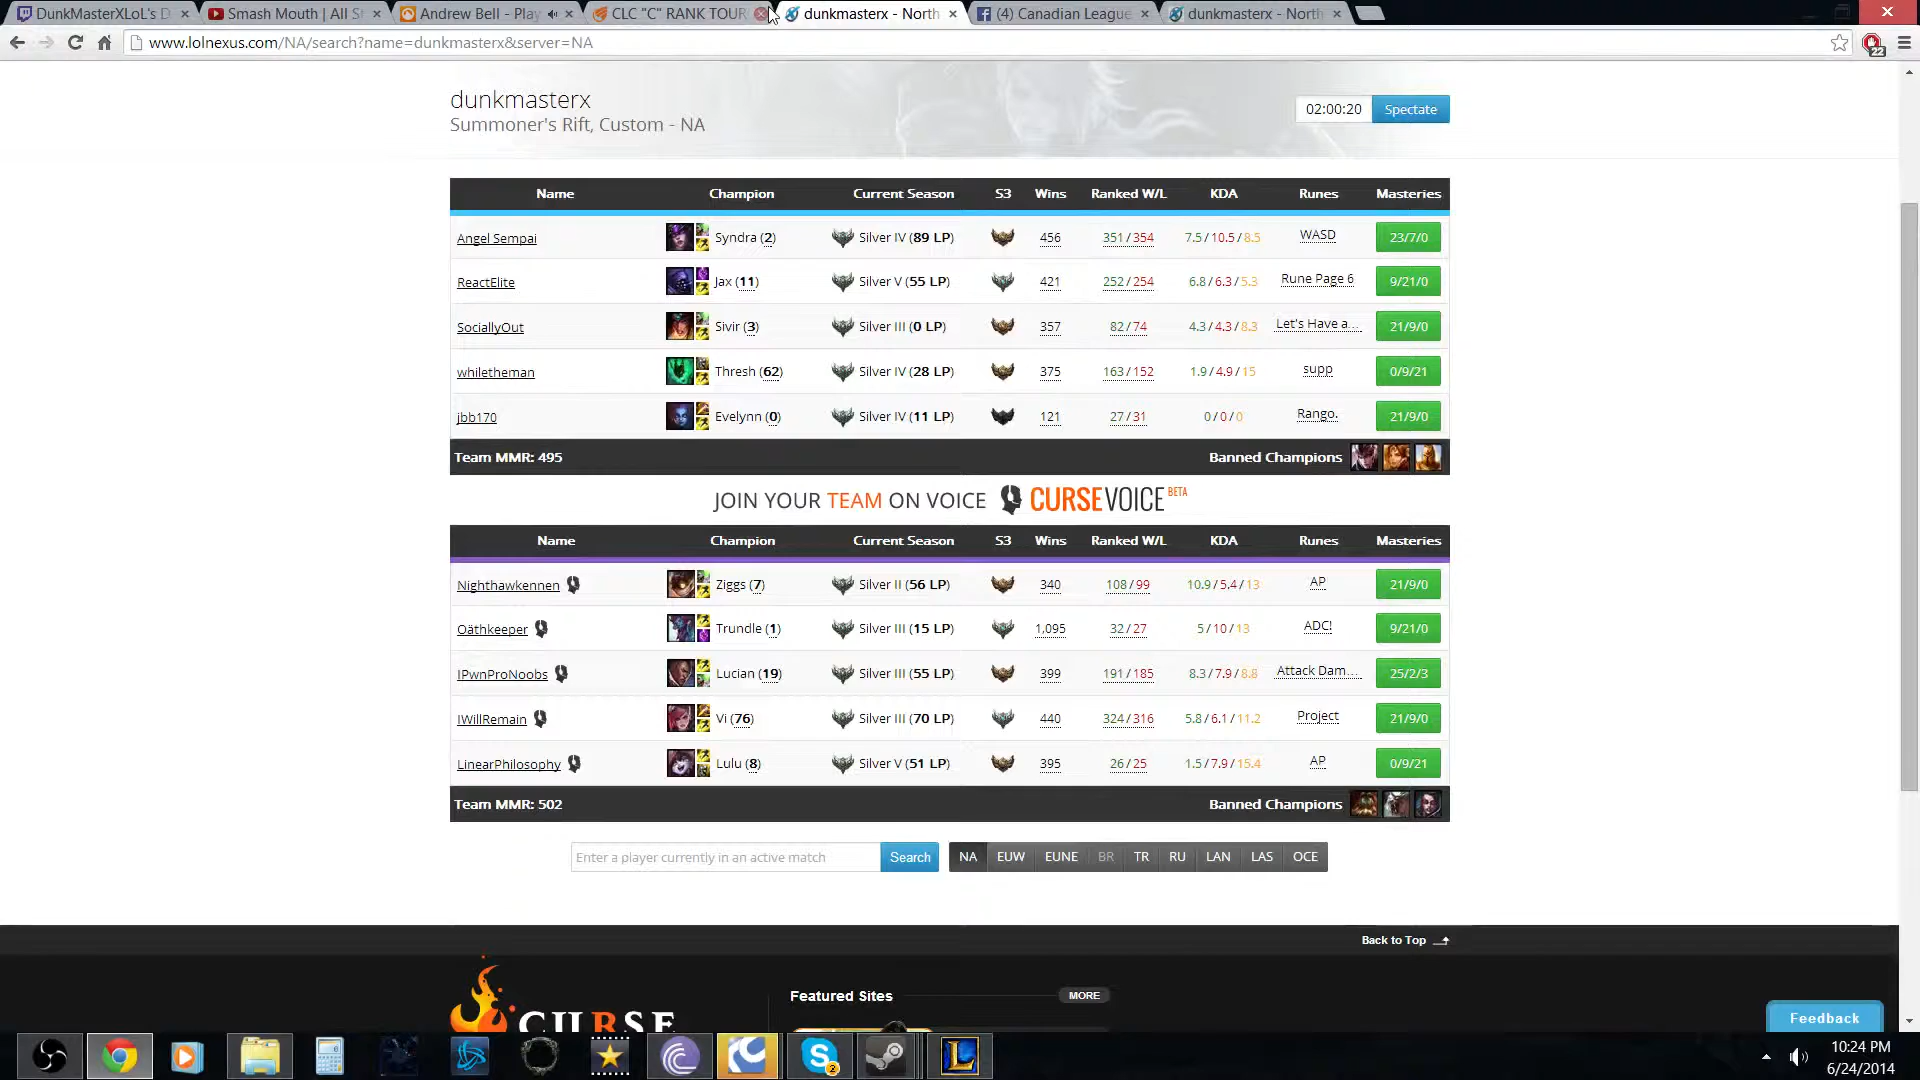 DunkMasterXLoL's D
Smash Mouth | All S
Andrew Bell - Play
CLC "C" RANK TOUR
dunkmasterx - North
(4) Canadian League
dunkmasterx - North
www.lolnexus.com/NA/search?name=dunkmasterx&server=NA
22
dunkmasterx
Summoner's Rift, Custom - NA
02:00:20 Spectate
Name Champion Current Season S3 Wins Ranked W/L KDA Runes Masteries
Angel Sempai Syndra (2) Silver IV (89 LP) 456 351 / 354 7.5 / 10.5 / 8.5 WASD 23/7/0
ReactElite Jax (11) Silver V (55 LP) 421 252 / 254 6.8 / 6.3 / 5.3 Rune Page 6 9/21/0
SociallyOut Sivir (3) Silver III (0 LP) 357 82 / 74 4.3 / 4.3 / 8.3 Let's Have a... 21/9/0
whiletheman Thresh (62) Silver IV (28 LP) 375 163 / 152 1.9 / 4.9 / 15 supp 0/9/21
jbb170 Evelynn (0) Silver IV (11 LP) 121 27 / 31 0 / 0 / 0 Rango. 21/9/0
Team MMR: 495 Banned Champions
JOIN YOUR TEAM ON VOICE CURSEVOICE BETA
Name Champion Current Season S3 Wins Ranked W/L KDA Runes Masteries
Nighthawkennen Ziggs (7) Silver II (56 LP) 340 108 / 99 10.9 / 5.4 / 13 AP 21/9/0
Oäthkeeper Trundle (1) Silver III (15 LP) 1,095 32 / 27 5 / 10 / 13 ADC! 9/21/0
IPwnProNoobs Lucian (19) Silver III (55 LP) 399 191 / 185 8.3 / 7.9 / 8.8 Attack Dam... 25/2/3
IWillRemain Vi (76) Silver III (70 LP) 440 324 / 316 5.8 / 6.1 / 11.2 Project 21/9/0
LinearPhilosophy Lulu (8) Silver V (51 LP) 395 26 / 25 1.5 / 7.9 / 15.4 AP 0/9/21
Team MMR: 502 Banned Champions
Enter a player currently in an active match Search NA EUW EUNE BR TR RU LAN LAS OCE
Back to Top
CURSE
Featured Sites MORE
Feedback
2
10:24 PM
6/24/2014